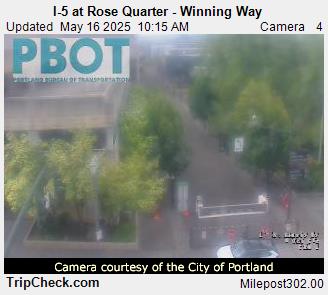 I-5 at Rose Quarter - Winning Way
Updated May 16 2025 10:15 AM Camera 4
PBOT
PORTLAND BUREAU OF TRANSPORTATION
Camera courtesy of the City of Portland
TripCheck.com Milepost302.00